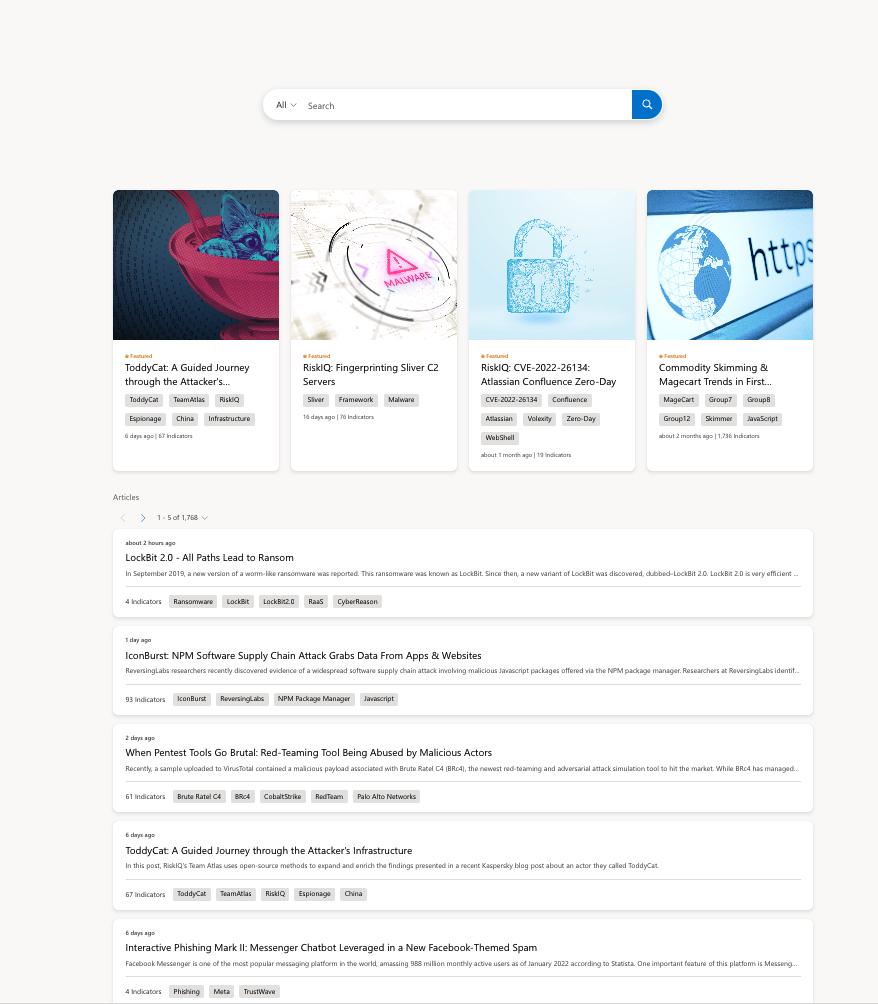 All
Search
MALWARE
https
Featured
ToddyCat: A Guided Journey
through the Attacker's...
ToddyCat TeamAtlas RiskIQ
Espionage China Infrastructure
6 days ago | 67 Indicators
Featured
RiskIQ: Fingerprinting Sliver C2
Servers
Sliver Framework Malware
16 days ago | 76 Indicators
Featured
RiskIQ: CVE-2022-26134:
Atlassian Confluence Zero-Day
CVE-2022-26134 Confluence
Atlassian Volexity Zero-Day
WebShell
about 1 month ago | 19 Indicators
Featured
Commodity Skimming &
Magecart Trends in First...
MageCart Group7 Group8
Group12 Skimmer JavaScript
about 2 months ago | 1,736 Indicators
Articles
1 - 5 of 1,768
about 2 hours ago
LockBit 2.0 - All Paths Lead to Ransom
In September 2019, a new version of a worm-like ransomware was reported. This ransomware was known as LockBit. Since then, a new variant of LockBit was discovered, dubbed–LockBit 2.0. LockBit 2.0 is very efficient ...
4 Indicators Ransomware LockBit LockBit2.0 RaaS CyberReason
1 day ago
IconBurst: NPM Software Supply Chain Attack Grabs Data From Apps & Websites
ReversingLabs researchers recently discovered evidence of a widespread software supply chain attack involving malicious Javascript packages offered via the NPM package manager. Researchers at ReversingLabs identif...
93 Indicators IconBurst ReversingLabs NPM Package Manager Javascript
2 days ago
When Pentest Tools Go Brutal: Red-Teaming Tool Being Abused by Malicious Actors
Recently, a sample uploaded to VirusTotal contained a malicious payload associated with Brute Ratel C4 (BRc4), the newest red-teaming and adversarial attack simulation tool to hit the market. While BRc4 has managed...
61 Indicators Brute Ratel C4 BRc4 CobaltStrike RedTeam Palo Alto Networks
6 days ago
ToddyCat: A Guided Journey through the Attacker's Infrastructure
In this post, RiskIQ's Team Atlas uses open-source methods to expand and enrich the findings presented in a recent Kaspersky blog post about an actor they called ToddyCat.
67 Indicators ToddyCat TeamAtlas RiskIQ Espionage China
6 days ago
Interactive Phishing Mark II: Messenger Chatbot Leveraged in a New Facebook-Themed Spam
Facebook Messenger is one of the most popular messaging platform in the world, amassing 988 million monthly active users as of January 2022 according to Statista. One important feature of this platform is Messeng...
4 Indicators Phishing Meta TrustWave